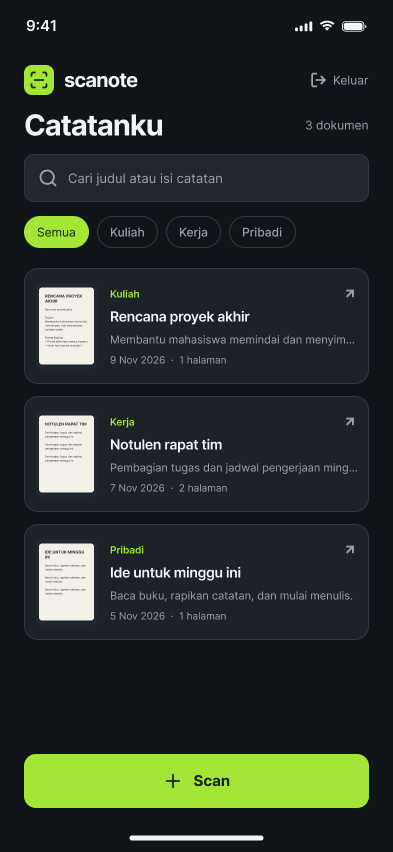 9:41
scanote
Keluar
Catatanku
3 dokumen
Cari judul atau isi catatan
Semua
Kuliah
Kerja
Pribadi
RENCANA PROYEK
AKHIR
Kuliah
Rencana proyek akhir
Membantu mahasiswa memindai dan menyim...
9 Nov 2026 · 1 halaman
NOTULEN RAPAT TIM
Kerja
Notulen rapat tim
Pembagian tugas dan jadwal pengerjaan ming...
7 Nov 2026 · 2 halaman
IDE UNTUK MINGGU
INI
Pribadi
Ide untuk minggu ini
Baca buku, rapikan catatan, dan mulai menulis.
5 Nov 2026 · 1 halaman
Scan